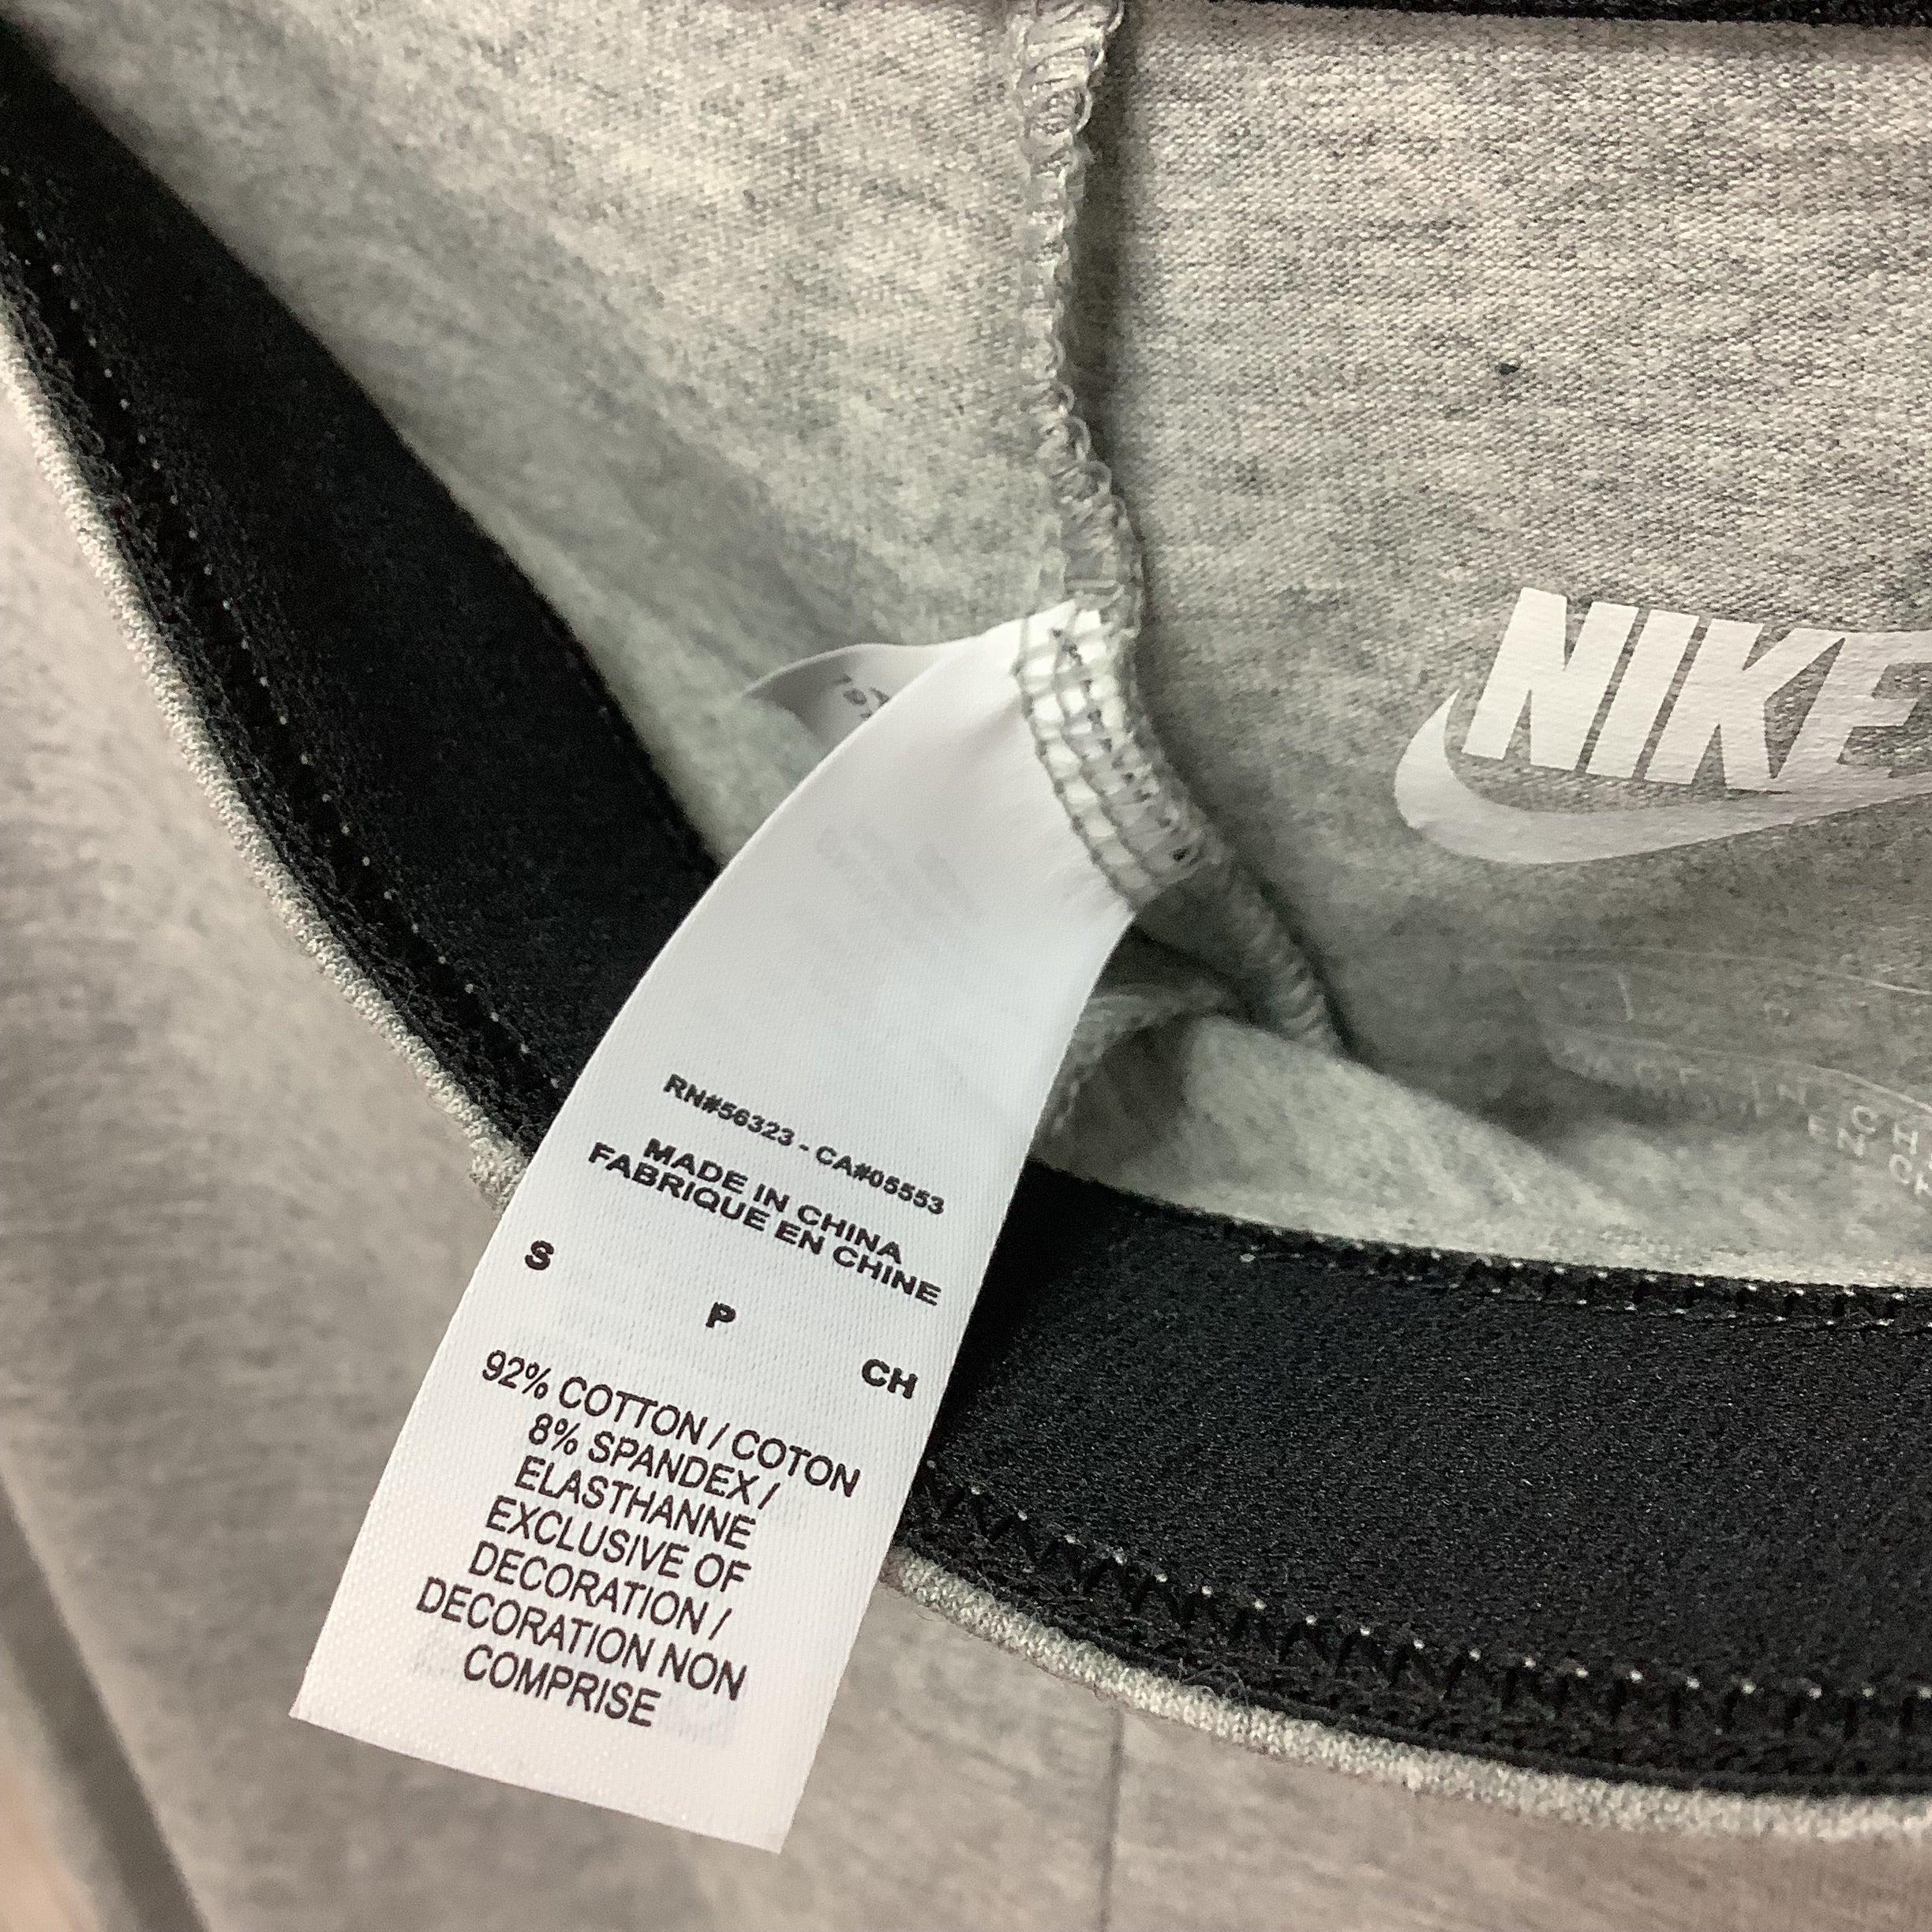 NIKE
RN#56323 - CA#05553
MADE IN CHINA
FABRIQUE EN CHINE
S P CH
92% COTTON / COTON
8% SPANDEX /
ELASTHANNE
EXCLUSIVE OF
DECORATION /
DECORATION NON
COMPRISE